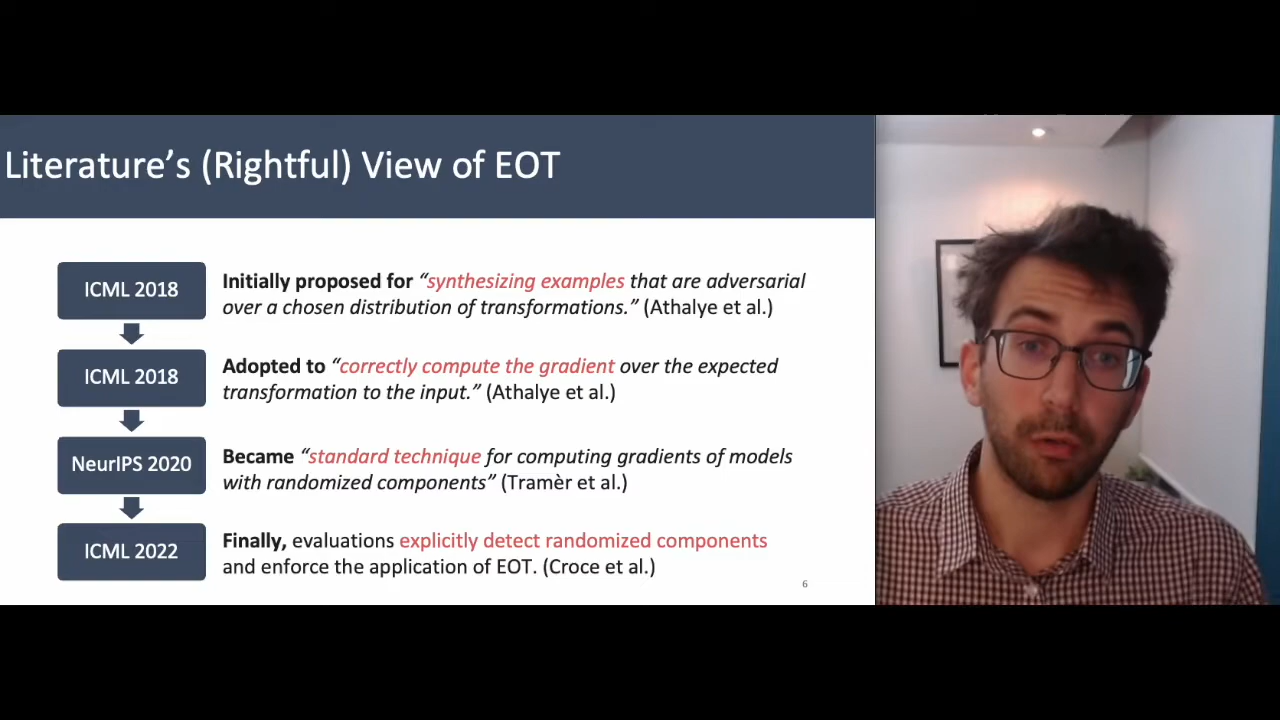 Literature's (Rightful) View of EOT
ICML 2018
Initially proposed for “synthesizing examples that are adversarial
over a chosen distribution of transformations.” (Athalye et al.)
ICML 2018
Adopted to “correctly compute the gradient over the expected
transformation to the input.” (Athalye et al.)
NeurIPS 2020
Became “standard technique for computing gradients of models
with randomized components” (Tramèr et al.)
ICML 2022
Finally, evaluations explicitly detect randomized components
and enforce the application of EOT. (Croce et al.)
6